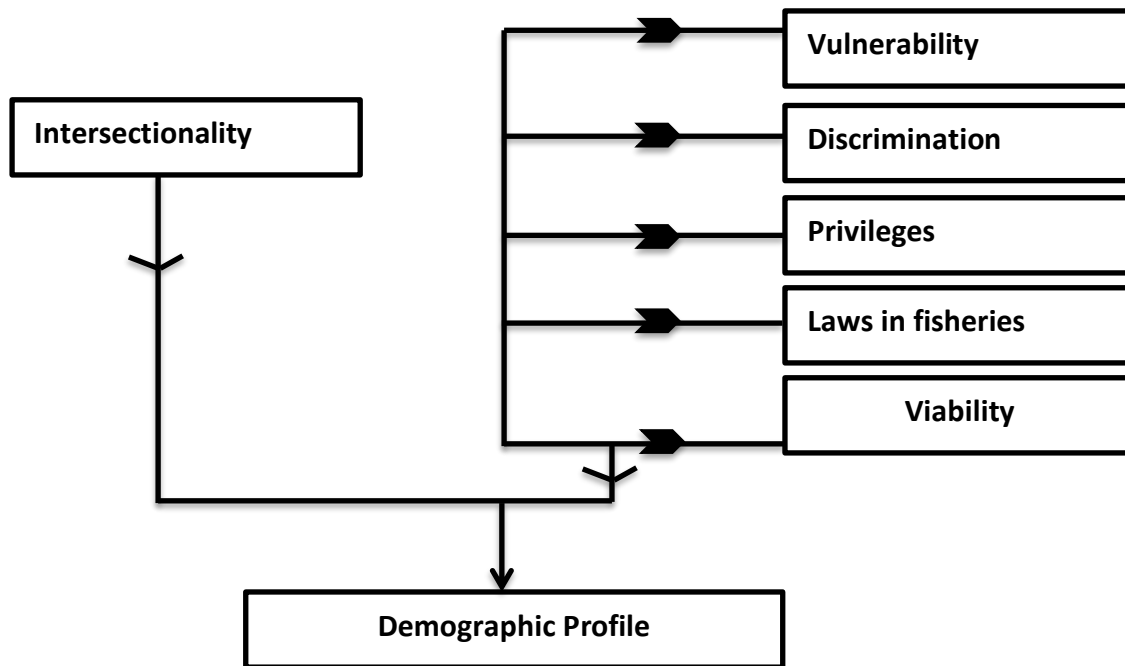 Vulnerability
Intersectionality
Discrimination
Privileges
Laws in fisheries
Viability
Demographic Profile